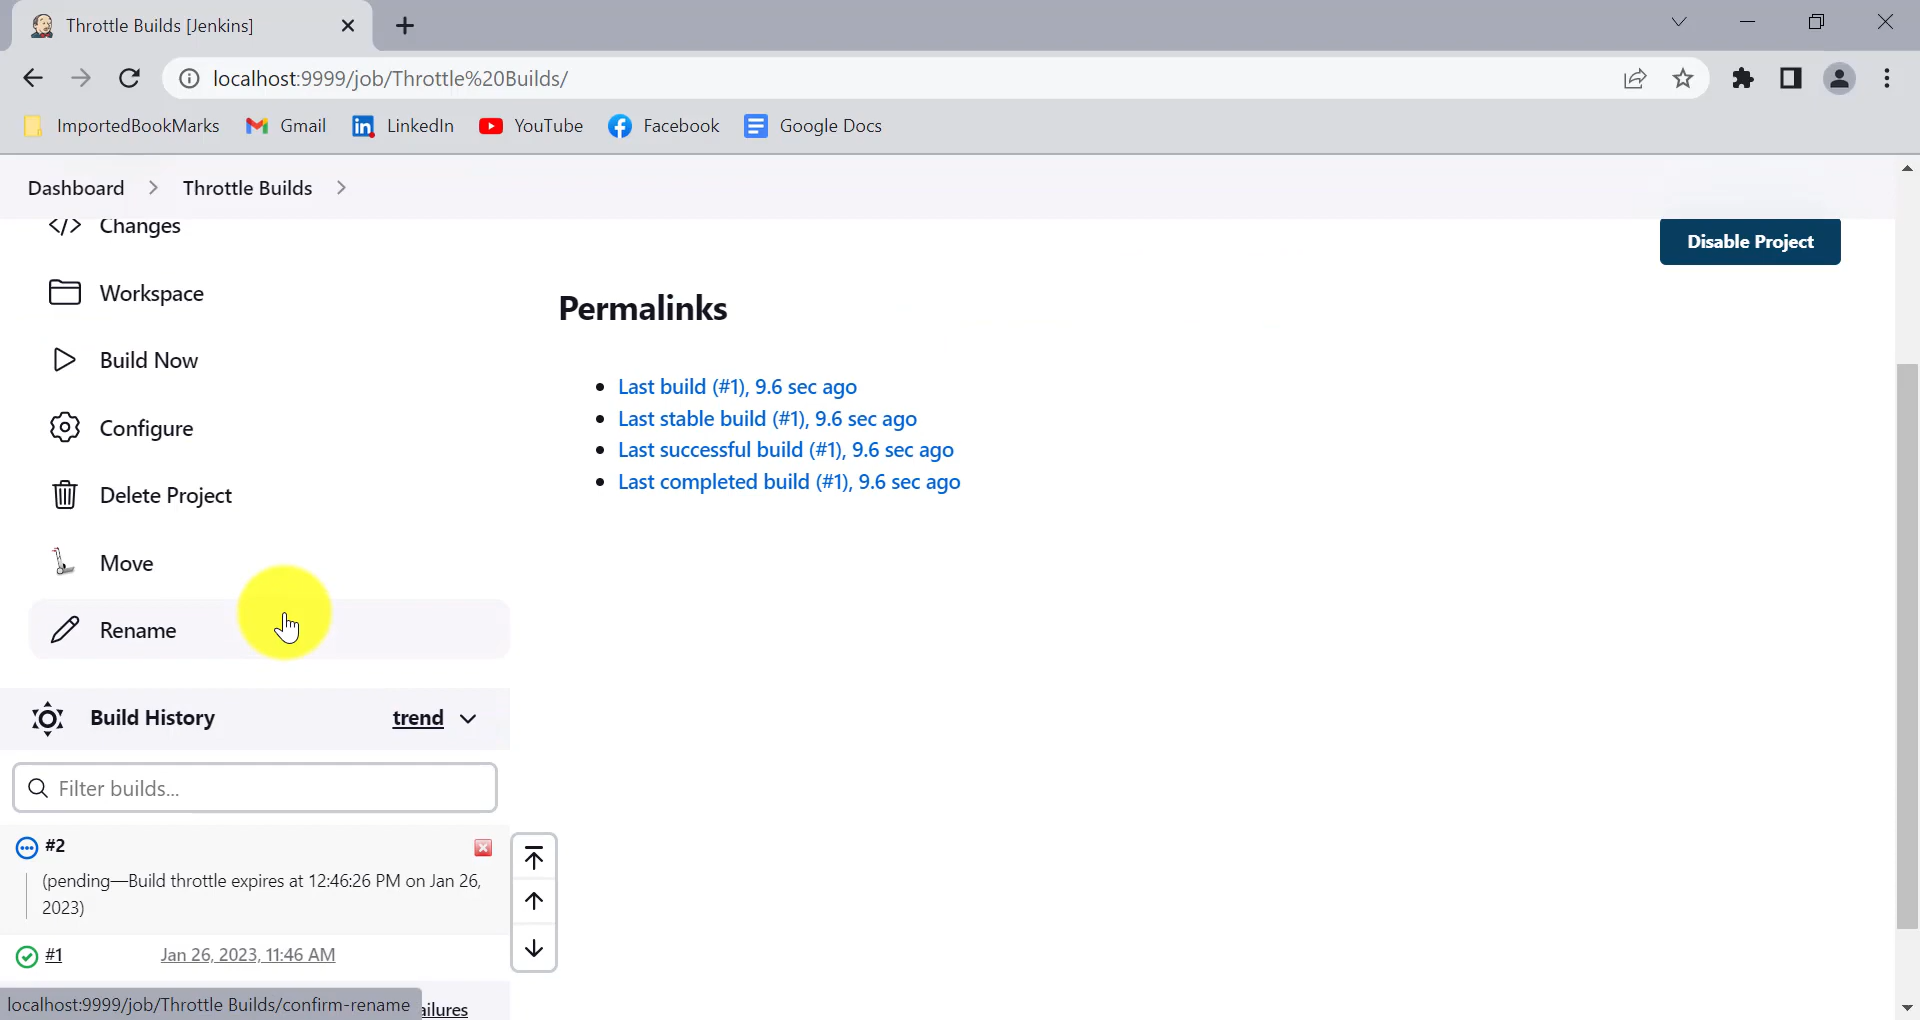 Throttle Builds [Jenkins]
localhost:9999/job/Throttle%20Builds/
ImportedBookMarks Gmail LinkedIn YouTube Facebook Google Docs
Dashboard Throttle Builds
Changes
Disable Project
Workspace
Build Now
Configure
Delete Project
Move
Rename
Permalinks
Last build (#1), 9.6 sec ago
Last stable build (#1), 9.6 sec ago
Last successful build (#1), 9.6 sec ago
Last completed build (#1), 9.6 sec ago
Build History trend
Filter builds...
#2
(pending—Build throttle expires at 12:46:26 PM on Jan 26,
2023)
#1 Jan 26, 2023, 11:46 AM
localhost:9999/job/Throttle Builds/confirm-rename ailures